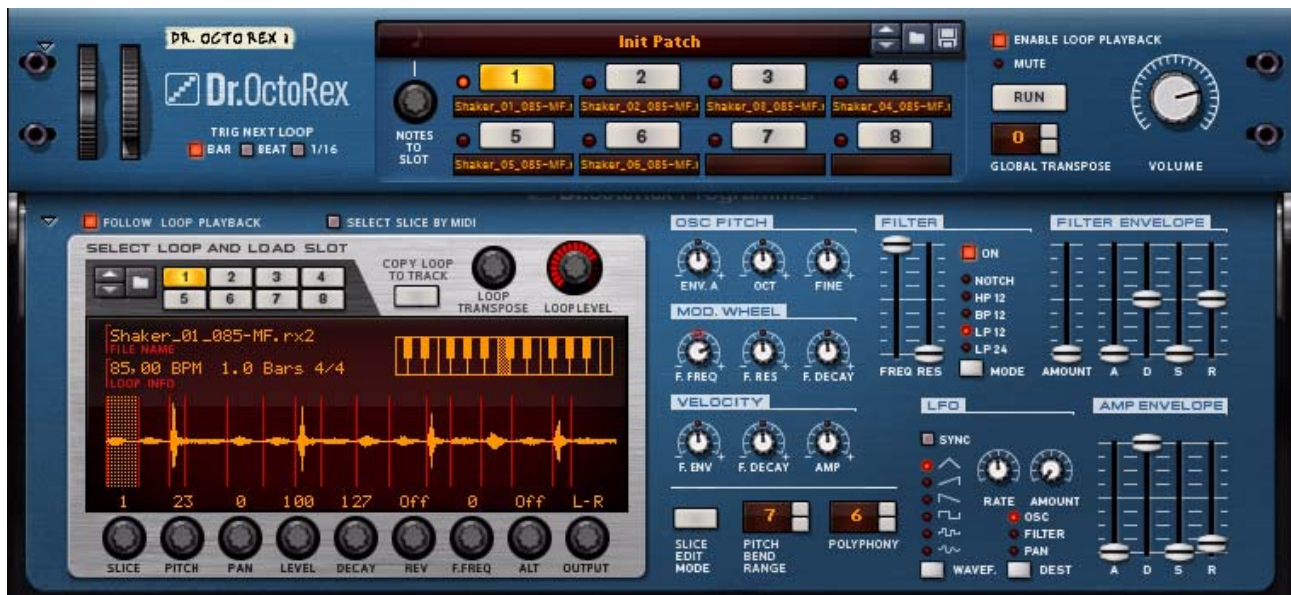 DR. OCTO REX 1
Dr.OctoRex
TRIG NEXT LOOP
BAR BEAT 1/16
Init Patch
NOTES TO SLOT
1 2 3 4
Shaker_01_085-MF.r Shaker_02_085-MF.r Shaker_03_085-MF.r Shaker_04_085-MF.r
5 6 7 8
Shaker_05_085-MF.r Shaker_06_085-MF.r
ENABLE LOOP PLAYBACK
MUTE
RUN
0
GLOBAL TRANSPOSE
VOLUME
FOLLOW LOOP PLAYBACK
SELECT SLICE BY MIDI
SELECT LOOP AND LOAD SLOT
1 2 3 4
5 6 7 8
COPY LOOP
TO TRACK
LOOP
TRANSPOSE
LOOP LEVEL
Shaker_01_085-MF.rx2
FILE NAME
85,00 BPM 1.0 Bars 4/4
LOOP INFO
1 23 0 100 127 Off 0 Off L-R
SLICE PITCH PAN LEVEL DECAY REV F.FREQ ALT OUTPUT
OSC PITCH
ENV. A OCT FINE
MOD. WHEEL
F. FREQ F. RES F. DECAY
VELOCITY
F. ENV F. DECAY AMP
SLICE
EDIT
MODE
7
PITCH
BEND
RANGE
6
POLYPHONY
FILTER
ON
NOTCH
HP 12
BP 12
LP 12
LP 24
FREQ RES
MODE
FILTER ENVELOPE
AMOUNT A D S R
LFO
SYNC
RATE AMOUNT
OSC
FILTER
PAN
WAVEF. DEST
AMP ENVELOPE
A D S R